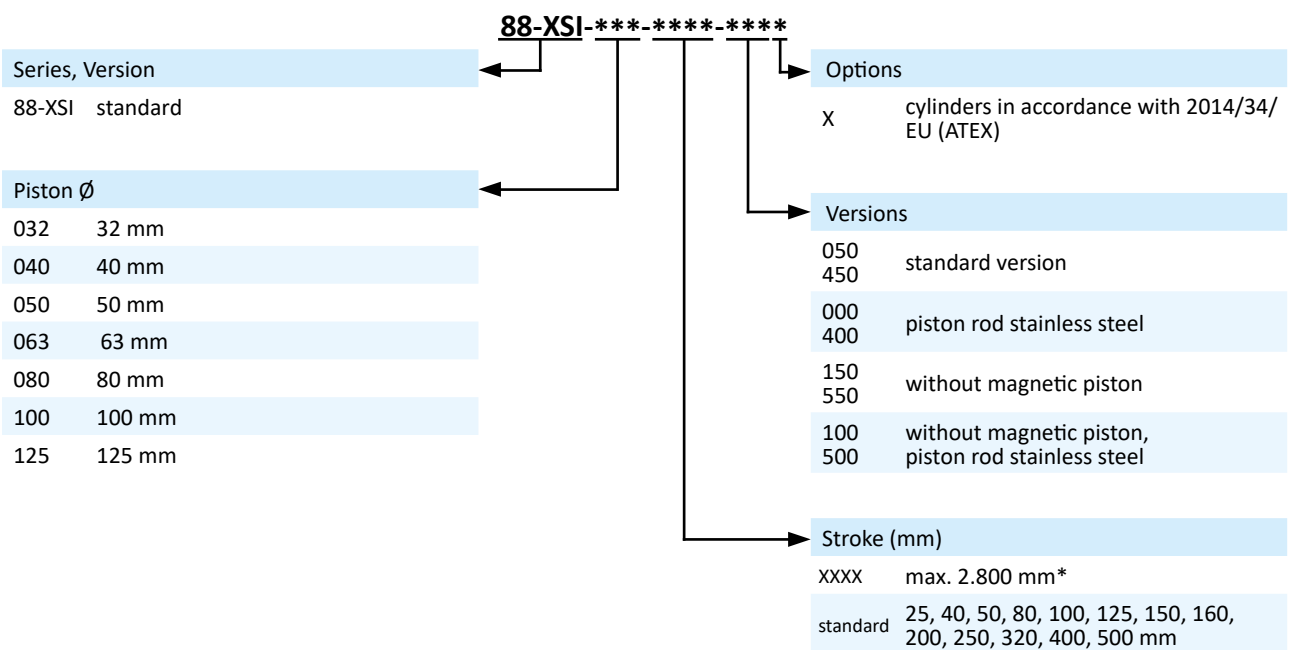 88-XSI-***-****-****
Series, Version
88-XSI standard
Piston Ø
032 32 mm
040 40 mm
050 50 mm
063 63 mm
080 80 mm
100 100 mm
125 125 mm
Options
X cylinders in accordance with 2014/34/
EU (ATEX)
Versions
050
450
standard version
000
400
piston rod stainless steel
150
550
without magnetic piston
100 without magnetic piston,
500 piston rod stainless steel
Stroke (mm)
XXXX max. 2.800 mm*
standard 25, 40, 50, 80, 100, 125, 150, 160,
200, 250, 320, 400, 500 mm